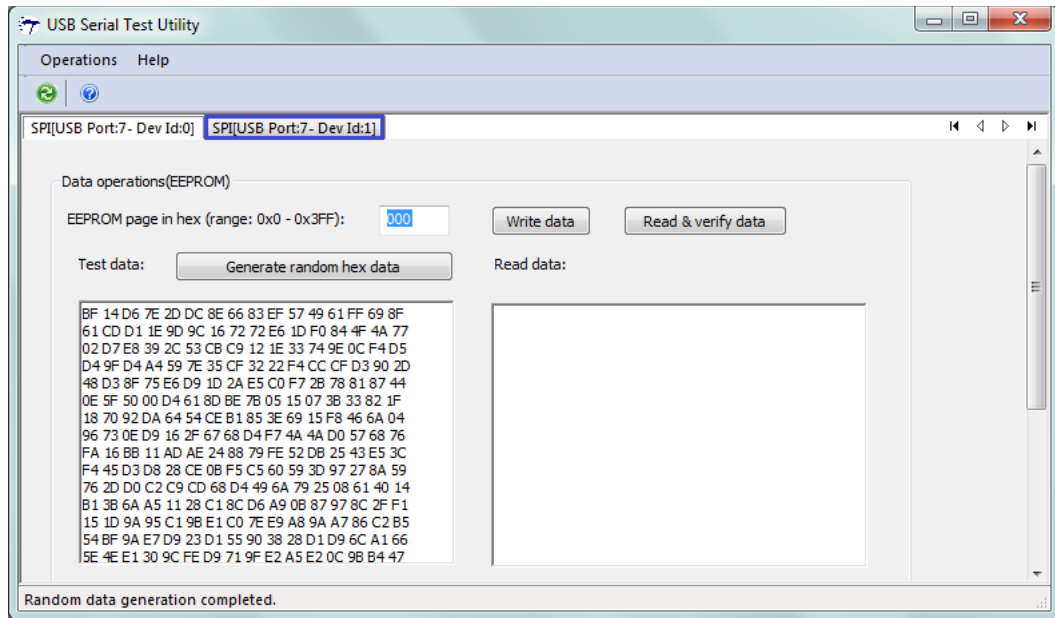 USB Serial Test Utility
Operations Help
SPI[USB Port:7- Dev Id:0] SPI[USB Port:7- Dev Id:1]
Data operations(EEPROM)
EEPROM page in hex (range: 0x0 - 0x3FF): 000 Write data Read & verify data
Test data: Generate random hex data Read data:
BF 14 D6 7E 2D DC 8E 66 83 EF 57 49 61 FF 69 8F
61 CD D1 1E 9D 9C 16 72 72 E6 1D F0 84 4F 4A 77
02 D7 E8 39 2C 53 CB C9 12 1E 33 74 9E 0C F4 D5
D4 9F D4 A4 59 7E 35 CF 32 22 F4 CC CF D3 90 2D
48 D3 8F 75 E6 D9 1D 2A E5 C0 F7 2B 78 81 87 44
0E 5F 50 00 D4 61 8D BE 7B 05 15 07 3B 33 82 1F
18 70 92 DA 64 54 CE B1 85 3E 69 15 F8 46 6A 04
96 73 0E D9 16 2F 67 68 D4 F7 4A 4A D0 57 68 76
FA 16 BB 11 AD AE 24 88 79 FE 52 DB 25 43 E5 3C
F4 45 D3 D8 28 CE 0B F5 C5 60 59 3D 97 27 8A 59
76 2D D0 C2 C9 CD 68 D4 49 6A 79 25 08 61 40 14
B1 3B 6A A5 11 28 C1 8C D6 A9 0B 87 97 8C 2F F1
15 1D 9A 95 C1 9B E1 C0 7E E9 A8 9A A7 86 C2 B5
54 BF 9A E7 D9 23 D1 55 90 38 28 D1 D9 6C A1 66
5E 4E E1 30 9C FE D9 71 9F E2 A5 E2 0C 9B B4 47
Random data generation completed.